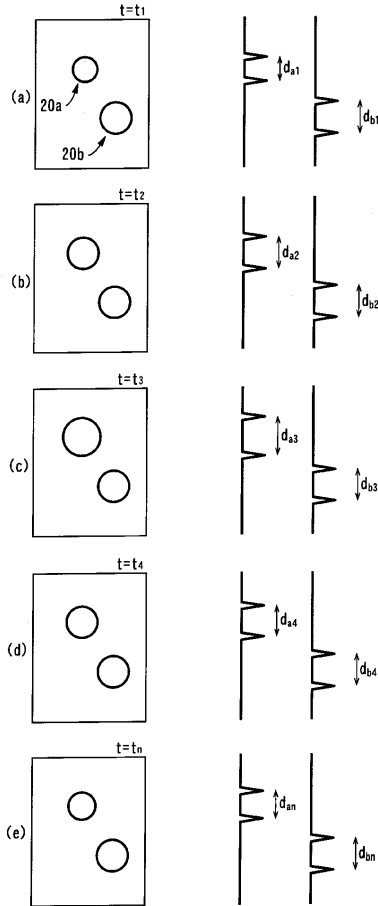 t=t1
(a)
20a
20b
da1
db1
t=t2
(b)
da2
db2
t=t3
(c)
da3
db3
t=t4
(d)
da4
db4
t=tn
(e)
dan
dbn